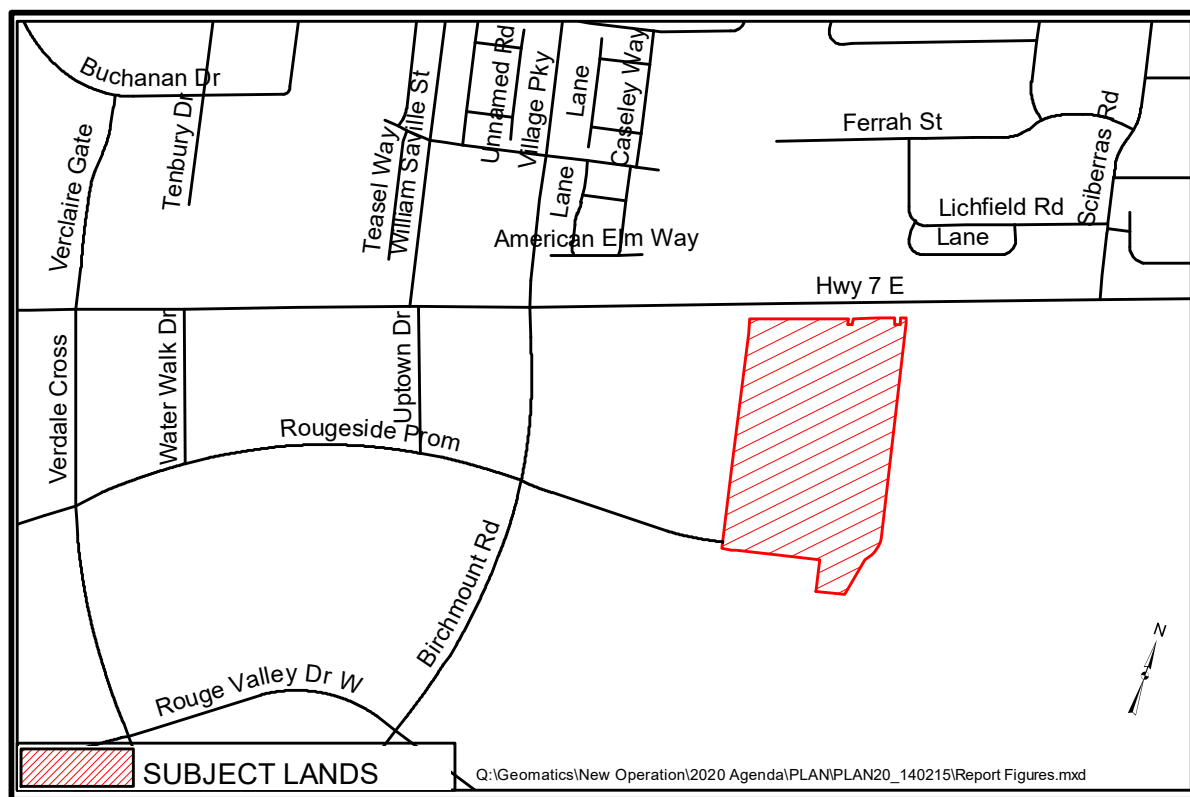 Buchanan Dr
Tenbury Dr
Verclaire Gate
Teasel Way
William Saville St
Unnamed Rd
Village Pky
Lane
Caseley Way
Lane
American Elm Way
Ferrah St
Sciberras Rd
Lichfield Rd
Lane
Hwy 7 E
Verdale Cross
Water Walk Dr
Uptown Dr
Rougeside Prom
Birchmount Rd
Rouge Valley Dr W
N
SUBJECT LANDS
Q:\Geomatics\New Operation\2020 Agenda\PLAN\PLAN20_140215\Report Figures.mxd